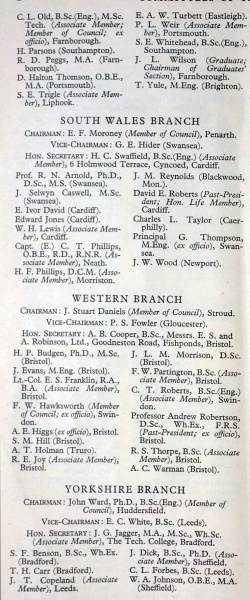 C. L. Old, B.Sc.(Eng.), M.Sc.
Tech. (Associate Member;
Member of Council; ex
officio), Farnborough.
H. Parsons (Southampton).
R. D. Peggs, M.A. (Farn-
borough).
D. Halton Thomson, O.B.E.,
M.A. (Portsmouth).
S. E. Trigle (Associate Mem-
ber), Liphook.
E. A. W. Turbett (Eastleigh).
P. L. Weir (Associate Mem-
ber), Portsmouth.
S. E. Whitehead, B.Sc.(Eng.),
Southampton.
J. L. Wilson (Graduate;
Chairman of Graduates'
Section), Farnborough.
T. Yule, M.Eng. (Brighton).
SOUTH WALES BRANCH
CHAIRMAN: E. F. Moroney (Member of Council), Penarth.
VICE-CHAIRMAN: G. E. Hider (Swansea).
HON. SECRETARY: H. C. Swaffield, B.Sc.(Eng.) (Associate
Member), 6 Holmwood Terrace, Cyncoed, Cardiff.
Prof. R. N. Arnold, Ph.D.,
D.Sc., M.S. (Swansea).
J. Selwyn Caswell, M.Sc.
(Swansea).
E. Ivor David (Cardiff).
Edward Jones (Cardiff).
W. H. Lewis (Associate Mem-
ber), Cardiff.
Capt. (E.) C. T. Phillips,
O.B.E., R.D., R.N.R. (As-
sociate Member), Neath.
H. F. Phillips, D.C.M. (Asso-
ciate Member), Morriston.
J. M. Reynolds (Blackwood,
Mon.).
David E. Roberts (Past-Presi-
dent; Hon. Life Member),
Cardiff.
Charles L. Taylor (Caer-
philly).
Principal G. Thompson,
M.Eng. (ex officio), Swan-
sea.
J. W. Wood (Newport).
WESTERN BRANCH
CHAIRMAN: J. Stuart Daniels (Member of Council), Stroud.
VICE-CHAIRMAN: P. S. Fowler (Gloucester).
HON. SECRETARY: A. B. Cooper, B.Sc., Messrs. E. S. and
A. Robinson, Ltd., Goodneston Road, Fishponds, Bristol.
H. P. Budgen, Ph.D., M.Sc.
(Bristol).
J. Evans, M.Eng. (Bristol).
Lt.-Col. E. S. Franklin, R.A.,
B.A. (Associate Member),
Bristol.
F. W. Hawksworth (Member
of Council; ex officio), Swin-
don.
A. E. Higgs (ex officio), Bristol.
S. M. Hill (Bristol).
A. T. Holman (Truro).
R. E. Joy (Associate Member),
Bristol.
J. L. M. Morrison, D.Sc.
(Bristol).
F. W. Partington, B.Sc. (Asso-
ciate Member), Bristol.
C. T. Roberts, B.Sc.(Eng.)
(Associate Member), Swin-
don.
Professor Andrew Robertson,
D.Sc., Wh.Ex., F.R.S.
(Past-President; ex officio),
Bristol.
R. S. Thorpe, B.Sc. (Associate
Member), Bristol.
A. C. Warman (Bristol).
YORKSHIRE BRANCH
CHAIRMAN: John Ward, Ph.D., B.Sc.(Eng.) (Member of
Council), Huddersfield.
VICE-CHAIRMAN: E. C. White, B.Sc. (Leeds).
HON. SECRETARY: J. G. Jagger, M.A., M.Sc., Wh.Sc.
(Associate Member), The Tech. College, Bradford.
S. F. Benson, B.Sc., Wh.Ex.
(Bradford).
T. H. Carr (Bradford).
J. T. Copeland (Associate
Member), Leeds.
J. Dick, B.Sc., Ph.D. (Asso-
ciate Member), Sheffield.
C. L. Forbes, B.Sc. (Leeds).
W. A. Johnson, O.B.E., M.A.
(Sheffield).